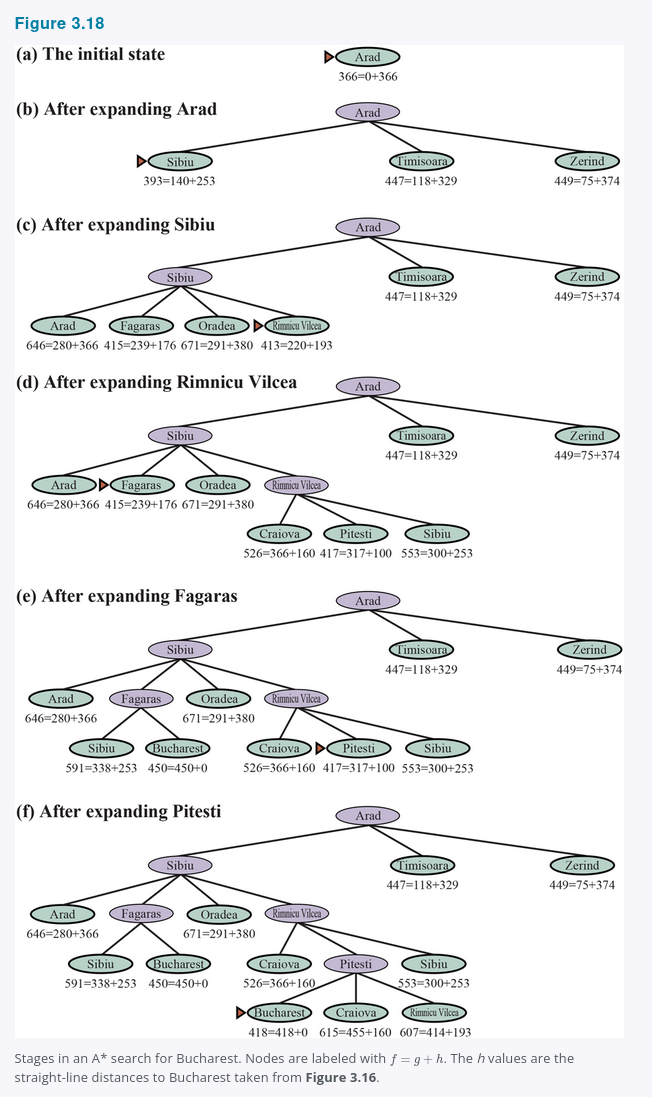 Figure 3.18
(a) The initial state
Arad
366=0+366
(b) After expanding Arad
Arad
Sibiu Timisoara Zerind
393=140+253 447=118+329 449=75+374
(c) After expanding Sibiu
Arad
Sibiu Timisoara Zerind
447=118+329 449=75+374
Arad Fagaras Oradea Rimnicu Vilcea
646=280+366 415=239+176 671=291+380 413=220+193
(d) After expanding Rimnicu Vilcea
Arad
Sibiu Timisoara Zerind
447=118+329 449=75+374
Arad Fagaras Oradea Rimnicu Vilcea
646=280+366 415=239+176 671=291+380
Craiova Pitesti Sibiu
526=366+160 417=317+100 553=300+253
(e) After expanding Fagaras
Arad
Sibiu Timisoara Zerind
447=118+329 449=75+374
Arad Fagaras Oradea Rimnicu Vilcea
646=280+366 671=291+380
Sibiu Bucharest Craiova Pitesti Sibiu
591=338+253 450=450+0 526=366+160 417=317+100 553=300+253
(f) After expanding Pitesti
Arad
Sibiu Timisoara Zerind
447=118+329 449=75+374
Arad Fagaras Oradea Rimnicu Vilcea
646=280+366 671=291+380
Sibiu Bucharest Craiova Pitesti Sibiu
591=338+253 450=450+0 526=366+160 553=300+253
Bucharest Craiova Rimnicu Vilcea
418=418+0 615=455+160 607=414+193
Stages in an A* search for Bucharest. Nodes are labeled with f = g + h. The h values are the
straight-line distances to Bucharest taken from Figure 3.16.